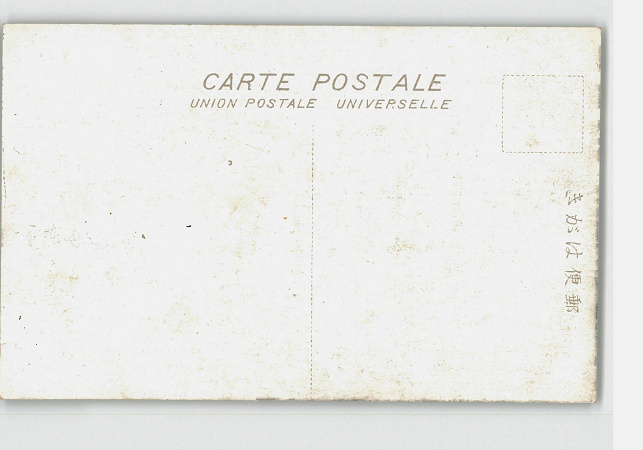 CARTE POSTALE
UNION POSTALE UNIVERSELLE
きがは便郵